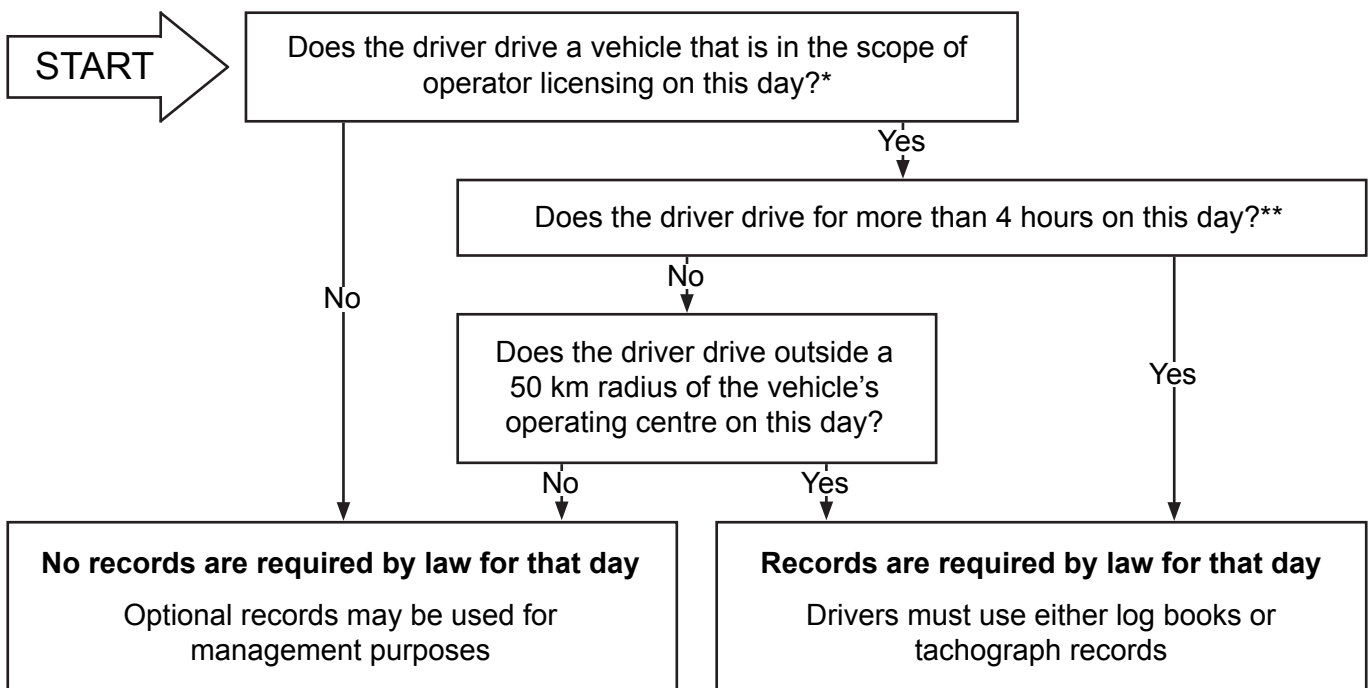 START
Does the driver drive a vehicle that is in the scope of
operator licensing on this day?*
Yes
Does the driver drive for more than 4 hours on this day?**
No
No
Does the driver drive outside a
50 km radius of the vehicle's
operating centre on this day?
Yes
No
Yes
No records are required by law for that day
Optional records may be used for
management purposes
Records are required by law for that day
Drivers must use either log books or
tachograph records